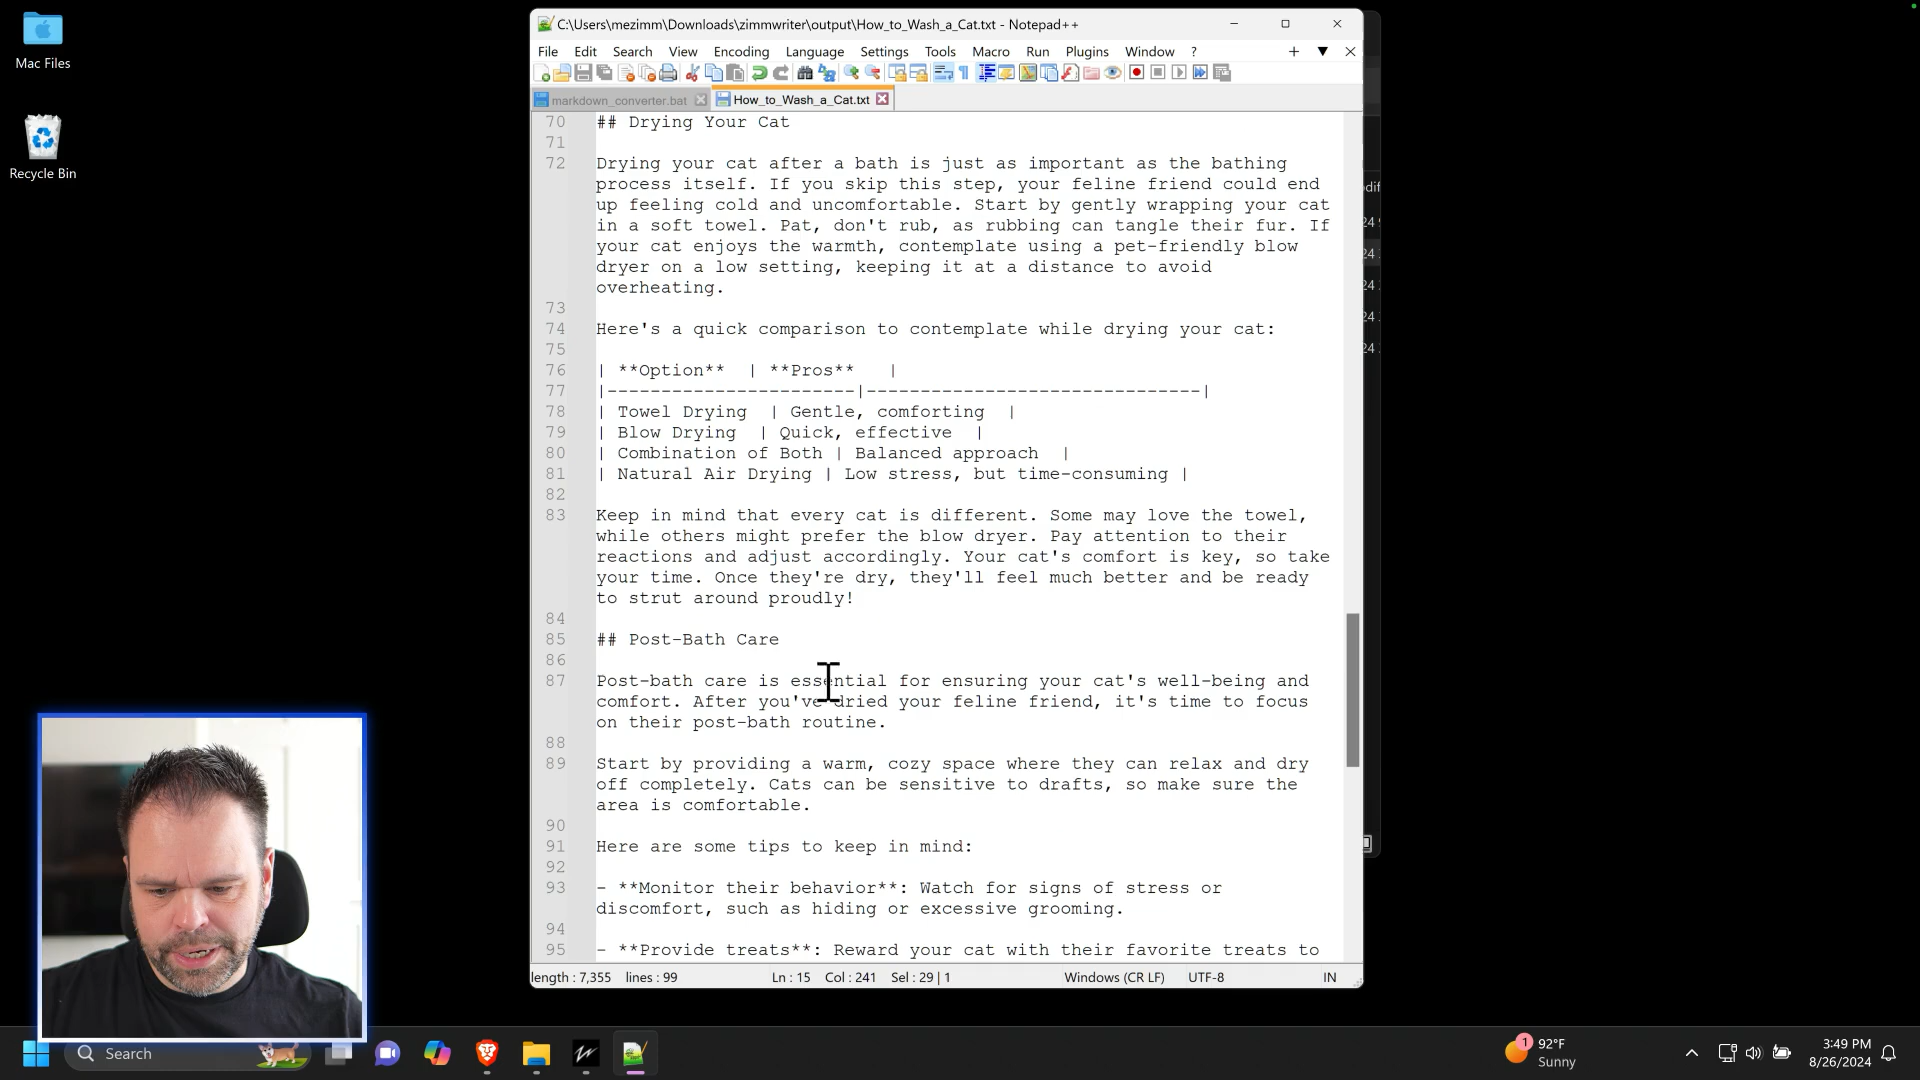 Mac Files
Recycle Bin
C:\Users\mezimm\Downloads\zimmwriter\output\How_to_Wash_a_Cat.txt - Notepad++
File Edit Search View Encoding Language Settings Tools Macro Run Plugins Window ?
markdown_converter.bat How_to_Wash_a_Cat.txt
70 ## Drying Your Cat
71
72 Drying your cat after a bath is just as important as the bathing
process itself. If you skip this step, your feline friend could end
up feeling cold and uncomfortable. Start by gently wrapping your cat
in a soft towel. Pat, don't rub, as rubbing can tangle their fur. If
your cat enjoys the warmth, contemplate using a pet-friendly blow
dryer on a low setting, keeping it at a distance to avoid
overheating.
73
74 Here's a quick comparison to contemplate while drying your cat:
75
76 | **Option**  | **Pros**   |
77 |-----------------------|-------------------------------|
78 | Towel Drying  | Gentle, comforting  |
79 | Blow Drying  | Quick, effective  |
80 | Combination of Both | Balanced approach  |
81 | Natural Air Drying | Low stress, but time-consuming |
82
83 Keep in mind that every cat is different. Some may love the towel,
while others might prefer the blow dryer. Pay attention to their
reactions and adjust accordingly. Your cat's comfort is key, so take
your time. Once they're dry, they'll feel much better and be ready
to strut around proudly!
84
85 ## Post-Bath Care
86
87 Post-bath care is essential for ensuring your cat's well-being and
comfort. After you've dried your feline friend, it's time to focus
on their post-bath routine.
88
89 Start by providing a warm, cozy space where they can relax and dry
off completely. Cats can be sensitive to drafts, so make sure the
area is comfortable.
90
91 Here are some tips to keep in mind:
92
93 - **Monitor their behavior**: Watch for signs of stress or
discomfort, such as hiding or excessive grooming.
94
95 - **Provide treats**: Reward your cat with their favorite treats to
length : 7,355 lines : 99 Ln : 15 Col : 241 Sel : 29 | 1 Windows (CR LF) UTF-8 IN
Search
1
92°F
Sunny
3:49 PM
8/26/2024